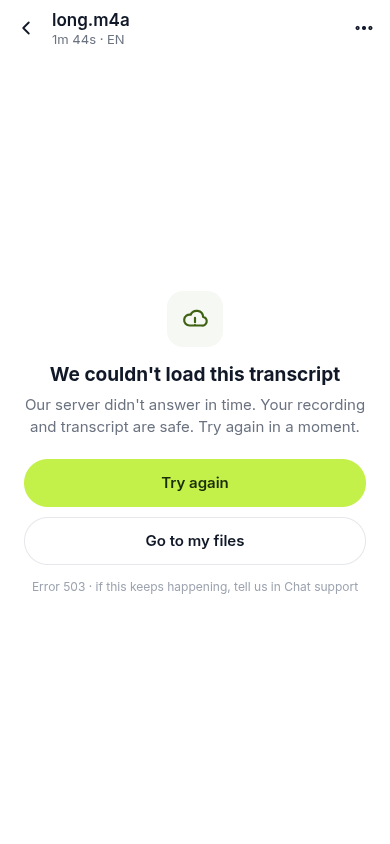 long.m4a
1m 44s · EN
We couldn't load this transcript
Our server didn't answer in time. Your recording
and transcript are safe. Try again in a moment.
Try again
Go to my files
Error 503 · if this keeps happening, tell us in Chat support